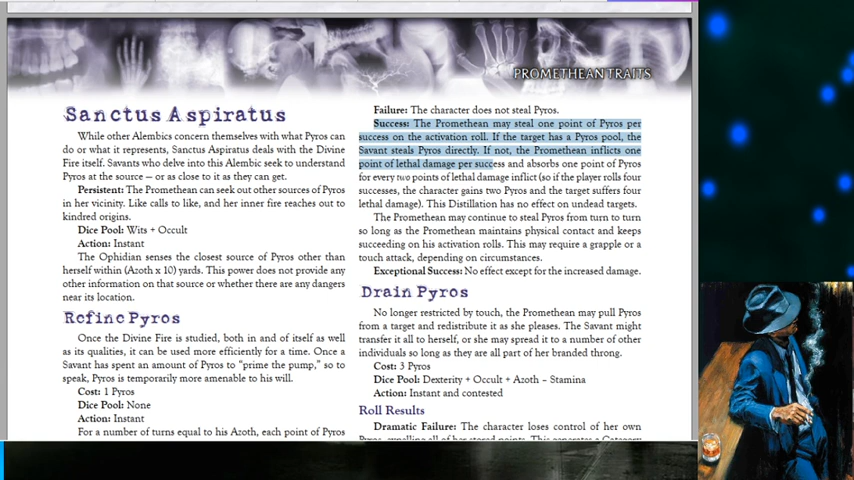 PROMETHEAN TRAITS
Sanctus Aspiratus
While other Alembics concern themselves with what Pyros can
do or what it represents, Sanctus Aspiratus deals with the Divine
Fire itself. Savants who delve into this Alembic seek to understand
Pyros at the source — or as close to it as they can get.
Persistent: The Promethean can seek out other sources of Pyros
in her vicinity. Like calls to like, and her inner fire reaches out to
kindred origins.
Dice Pool: Wits + Occult
Action: Instant
The Ophidian senses the closest source of Pyros other than
herself within (Azoth x 10) yards. This power does not provide any
other information on that source or whether there are any dangers
near its location.
Refine Pyros
Once the Divine Fire is studied, both in and of itself as well
as its qualities, it can be used more efficiently for a time. Once a
Savant has spent an amount of Pyros to “prime the pump,” so to
speak, Pyros is temporarily more amenable to his will.
Cost: 1 Pyros
Dice Pool: None
Action: Instant
For a number of turns equal to his Azoth, each point of Pyros
Failure: The character does not steal Pyros.
Success: The Promethean may steal one point of Pyros per
success on the activation roll. If the target has a Pyros pool, the
Savant steals Pyros directly. If not, the Promethean inflicts one
point of lethal damage per success and absorbs one point of Pyros
for every two points of lethal damage inflict (so if the player rolls four
successes, the character gains two Pyros and the target suffers four
lethal damage). This Distillation has no effect on undead targets.
The Promethean may continue to steal Pyros from turn to turn
so long as the Promethean maintains physical contact and keeps
succeeding on his activation rolls. This may require a grapple or a
touch attack, depending on circumstances.
Exceptional Success: No effect except for the increased damage.
Drain Pyros
No longer restricted by touch, the Promethean may pull Pyros
from a target and redistribute it as she pleases. The Savant might
transfer it all to herself, or she may spread it to a number of other
individuals so long as they are all part of her branded throng.
Cost: 3 Pyros
Dice Pool: Dexterity + Occult + Azoth – Stamina
Action: Instant and contested
Roll Results
Dramatic Failure: The character loses control of her own